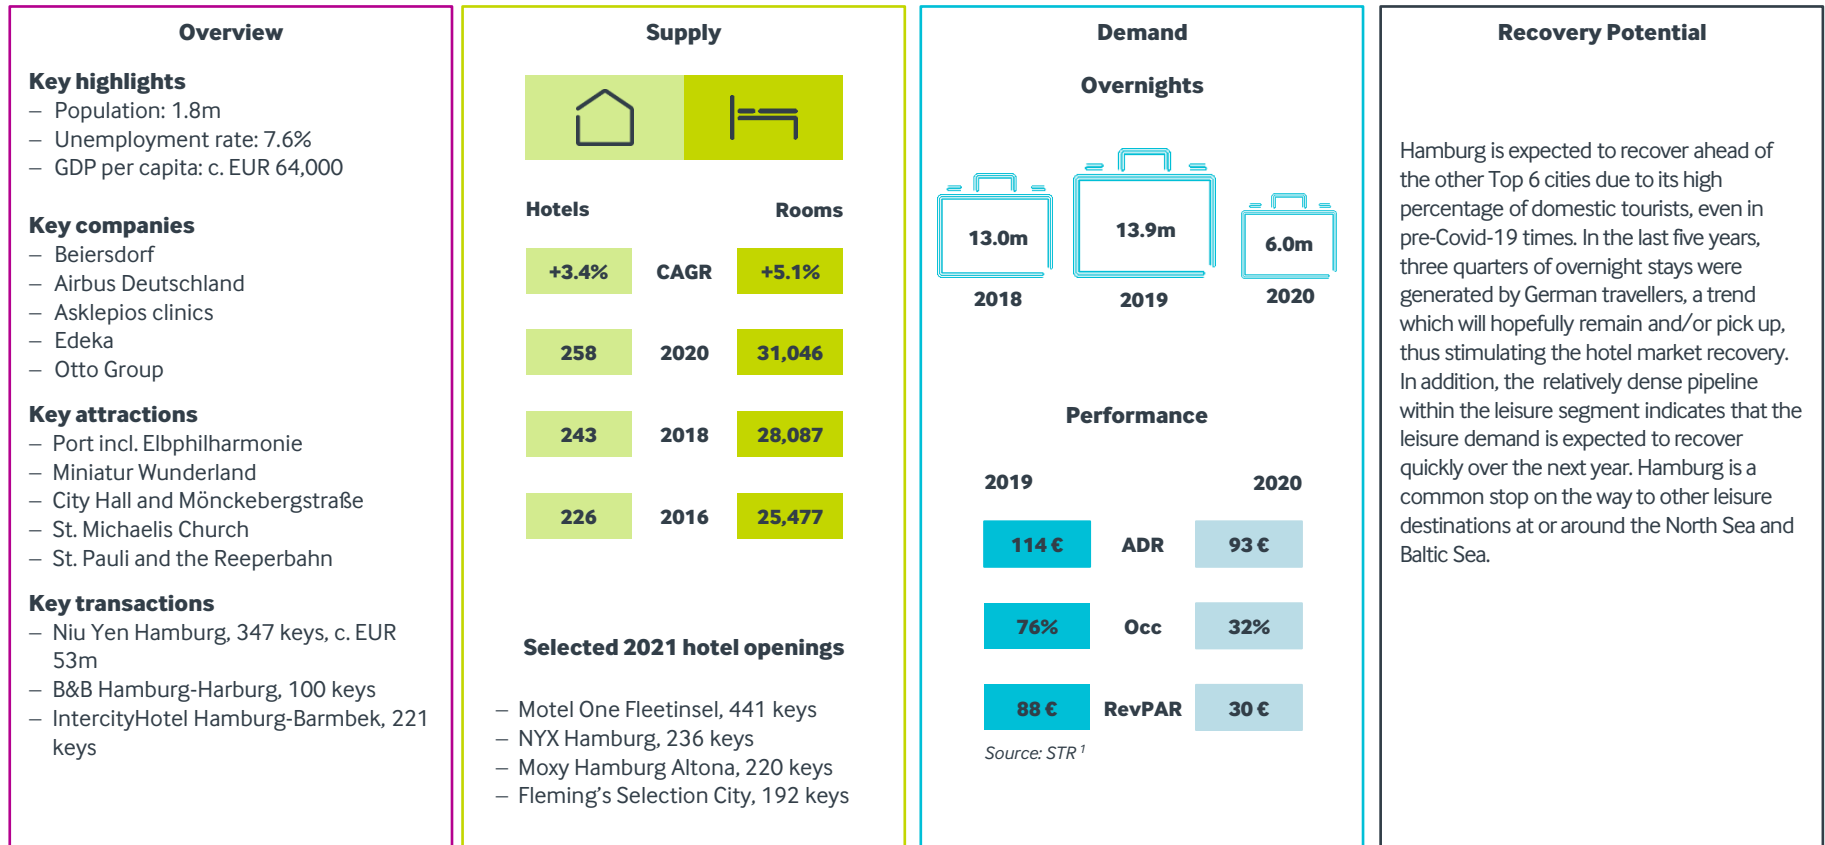 Overview
Key highlights
– Population: 1.8m
– Unemployment rate: 7.6%
– GDP per capita: c. EUR 64,000
Key companies
– Beiersdorf
– Airbus Deutschland
– Asklepios clinics
– Edeka
– Otto Group
Key attractions
– Port incl. Elbphilharmonie
– Miniatur Wunderland
– City Hall and Mönckebergstraße
– St. Michaelis Church
– St. Pauli and the Reeperbahn
Key transactions
– Niu Yen Hamburg, 347 keys, c. EUR
53m
– B&B Hamburg-Harburg, 100 keys
– IntercityHotel Hamburg-Barmbek, 221
keys
Supply
Hotels Rooms
+3.4% CAGR +5.1%
258 2020 31,046
243 2018 28,087
226 2016 25,477
Selected 2021 hotel openings
– Motel One Fleetinsel, 441 keys
– NYX Hamburg, 236 keys
– Moxy Hamburg Altona, 220 keys
– Fleming's Selection City, 192 keys
Demand
Overnights
13.0m 13.9m 6.0m
2018 2019 2020
Performance
2019 2020
114 € ADR 93 €
76% Occ 32%
88 € RevPAR 30 €
Source: STR ¹
Recovery Potential
Hamburg is expected to recover ahead of
the other Top 6 cities due to its high
percentage of domestic tourists, even in
pre-Covid-19 times. In the last five years,
three quarters of overnight stays were
generated by German travellers, a trend
which will hopefully remain and/or pick up,
thus stimulating the hotel market recovery.
In addition, the relatively dense pipeline
within the leisure segment indicates that the
leisure demand is expected to recover
quickly over the next year. Hamburg is a
common stop on the way to other leisure
destinations at or around the North Sea and
Baltic Sea.